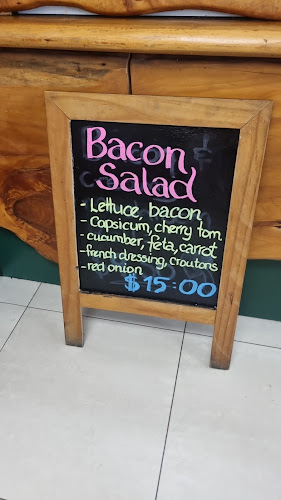 Bacon
Salad
- Lettuce, bacon
- Capsicum, cherry tom.
- cucumber, feta, carrot
- french dressing, croutons
- red onion
$15:00